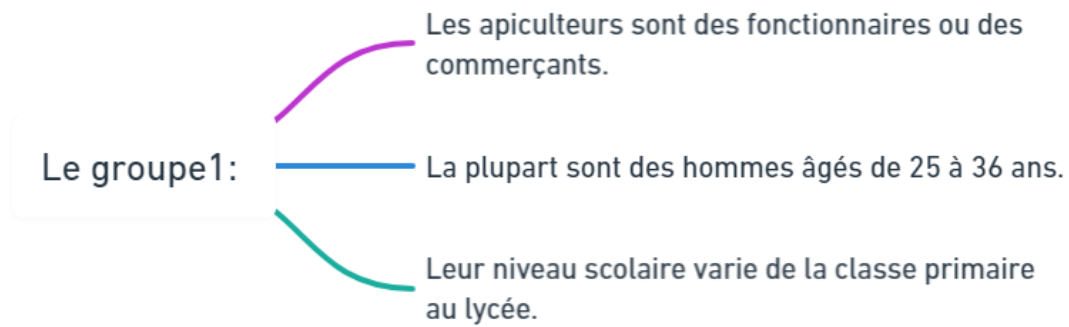 Les apiculteurs sont des fonctionnaires ou des
commerçants.
Le groupe1:
La plupart sont des hommes âgés de 25 à 36 ans.
Leur niveau scolaire varie de la classe primaire
au lycée.